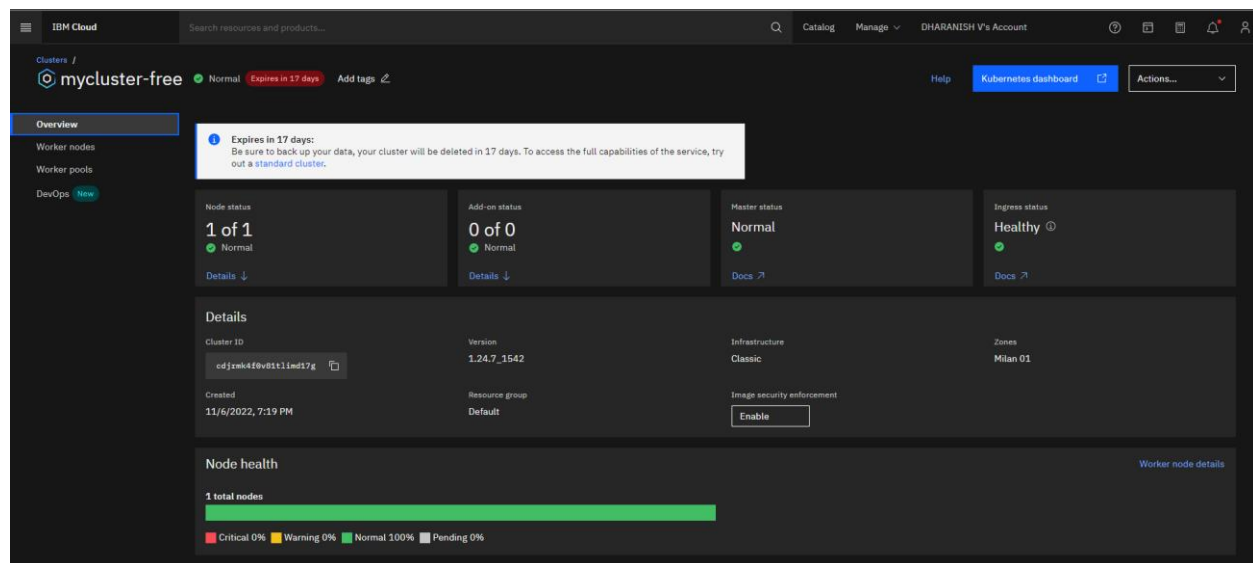 IBM Cloud
Search resources and products...
Catalog
Manage
DHARANISH V's Account
Clusters /
mycluster-free
Normal
Expires in 17 days
Add tags
Help
Kubernetes dashboard
Actions...
Overview
Worker nodes
Worker pools
DevOps New
Expires in 17 days:
Be sure to back up your data, your cluster will be deleted in 17 days. To access the full capabilities of the service, try
out a standard cluster.
Node status
1 of 1
Normal
Details
Add-on status
0 of 0
Normal
Details
Master status
Normal
Docs
Ingress status
Healthy
Docs
Details
Cluster ID
cdjrmk4f0v01tlimd17g
Version
1.24.7_1542
Infrastructure
Classic
Zones
Milan 01
Created
11/6/2022, 7:19 PM
Resource group
Default
Image security enforcement
Enable
Node health
Worker node details
1 total nodes
Critical 0% Warning 0% Normal 100% Pending 0%